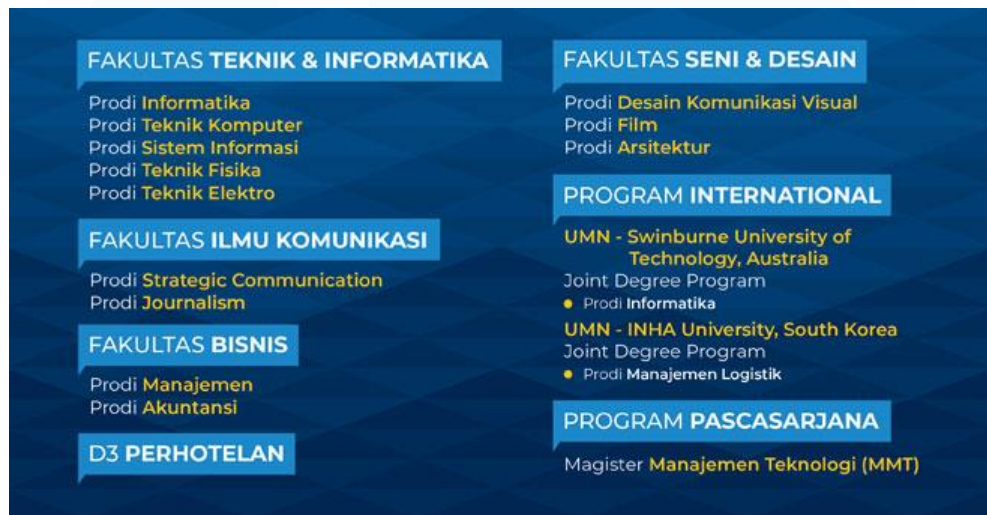 FAKULTAS TEKNIK & INFORMATIKA
Prodi Informatika
Prodi Teknik Komputer
Prodi Sistem Informasi
Prodi Teknik Fisika
Prodi Teknik Elektro
FAKULTAS ILMU KOMUNIKASI
Prodi Strategic Communication
Prodi Journalism
FAKULTAS BISNIS
Prodi Manajemen
Prodi Akuntansi
D3 PERHOTELAN
FAKULTAS SENI & DESAIN
Prodi Desain Komunikasi Visual
Prodi Film
Prodi Arsitektur
PROGRAM INTERNATIONAL
UMN - Swinburne University of
Technology, Australia
Joint Degree Program
• Prodi Informatika
UMN - INHA University, South Korea
Joint Degree Program
• Prodi Manajemen Logistik
PROGRAM PASCASARJANA
Magister Manajemen Teknologi (MMT)